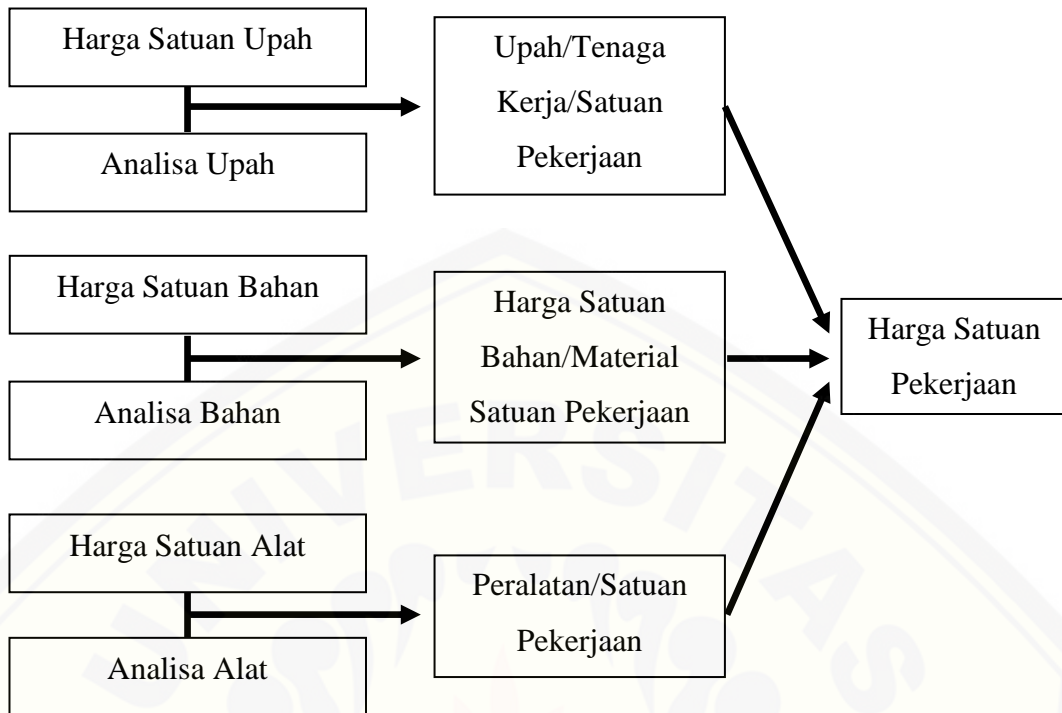 Harga Satuan Upah
Analisa Upah
Upah/Tenaga
Kerja/Satuan
Pekerjaan
Harga Satuan Bahan
Analisa Bahan
Harga Satuan
Bahan/Material
Satuan Pekerjaan
Harga Satuan
Pekerjaan
Harga Satuan Alat
Analisa Alat
Peralatan/Satuan
Pekerjaan
UNIVERSITAS